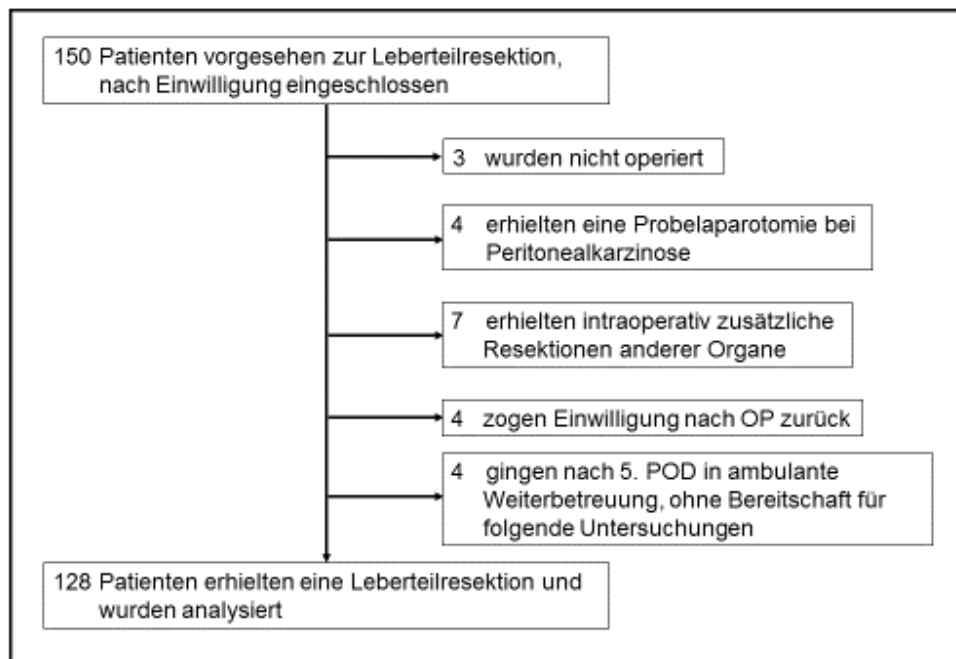 150 Patienten vorgesehen zur Leberteilresektion,
nach Einwilligung eingeschlossen
3 wurden nicht operiert
4 erhielten eine Probelaparotomie bei
Peritonealkarzinose
7 erhielten intraoperativ zusätzliche
Resektionen anderer Organe
4 zogen Einwilligung nach OP zurück
4 gingen nach 5. POD in ambulante
Weiterbetreuung, ohne Bereitschaft für
folgende Untersuchungen
128 Patienten erhielten eine Leberteilresektion und
wurden analysiert